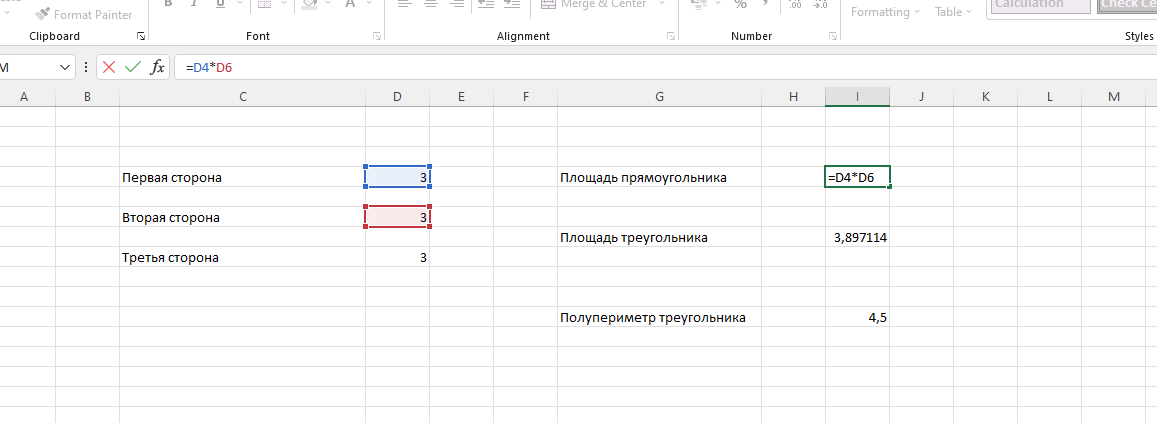 Format Painter
B I U A
Merge & Center
%
Formatting Table
Calculation
Clipboard Font Alignment Number Styles
fx =D4*D6
A B C D E F G H I J K L M
Первая сторона 3 Площадь прямоугольника =D4*D6
Вторая сторона 3
Площадь треугольника 3,897114
Третья сторона 3
Полупериметр треугольника 4,5